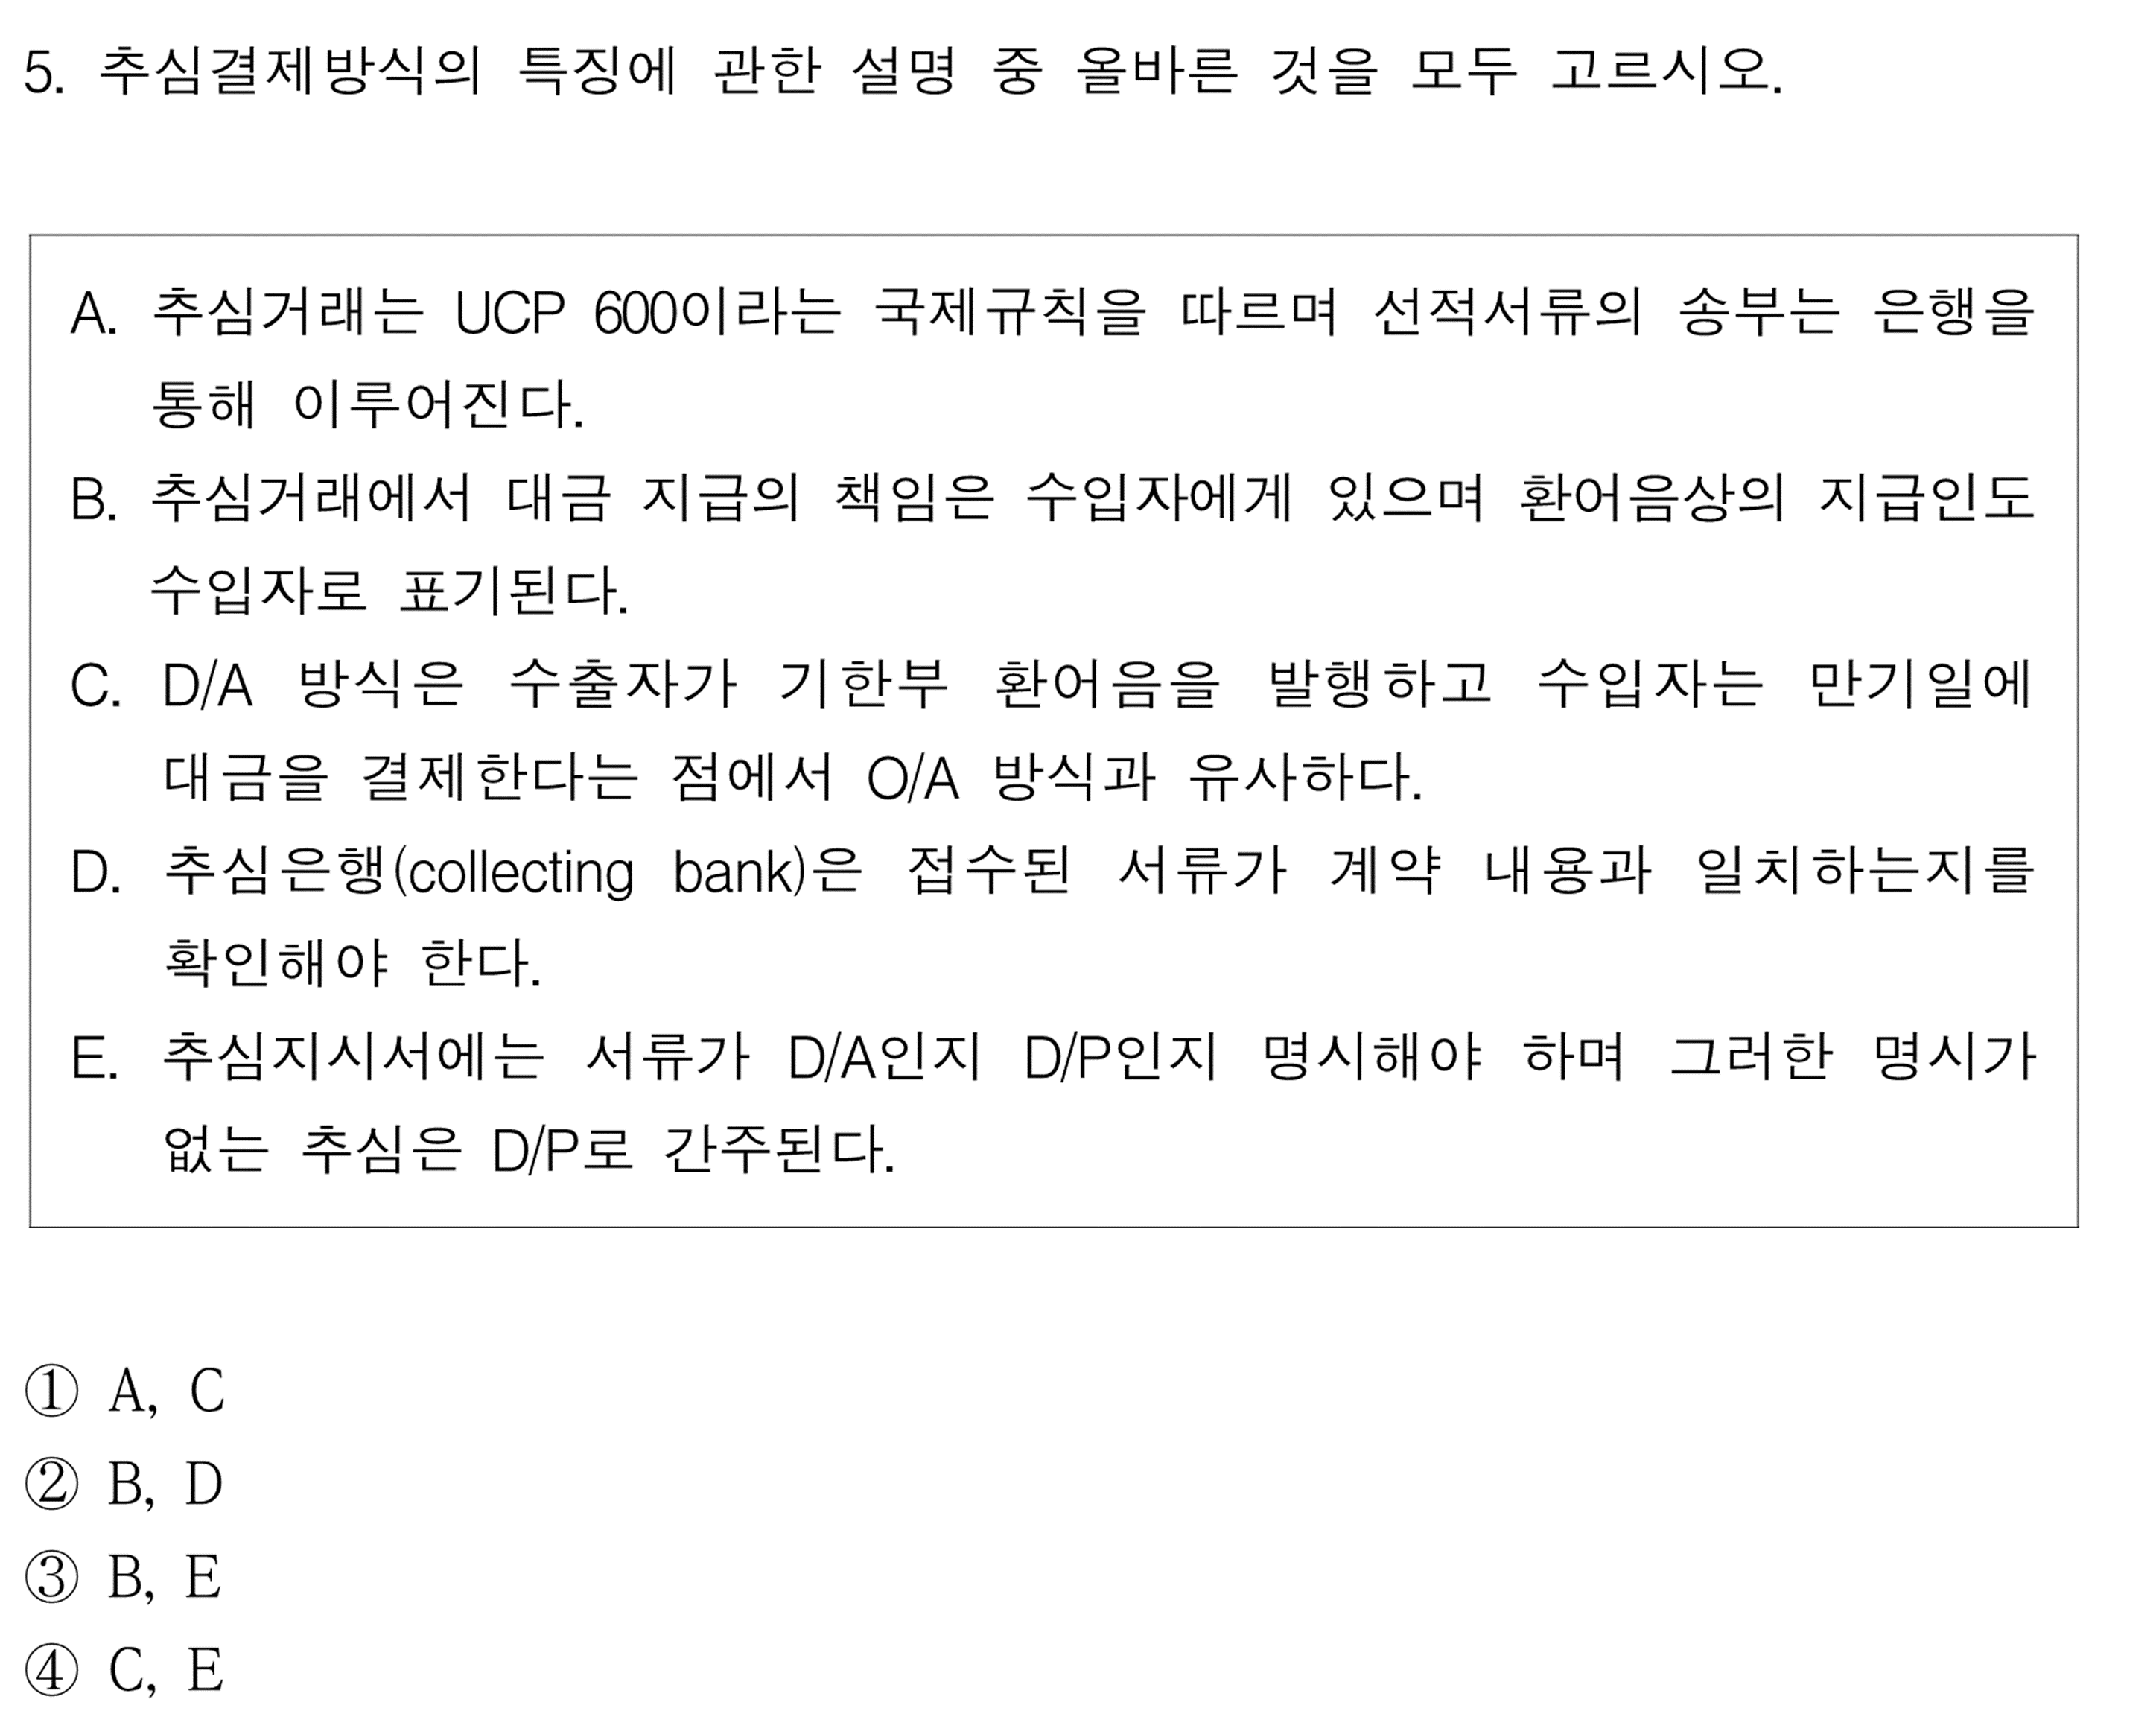 5. 추심결제방식의 특징에 관한 설명 중 올바른 것을 모두 고르시오.
A. 추심거래는 UCP 600이라는 국제규칙을 따르며 선적서류의 송부는 은행을
통해 이루어진다.
B. 추심거래에서 대금 지급의 책임은 수입자에게 있으며 환어음상의 지급인도
수입자로 표기된다.
C. D/A 방식은 수출자가 기한부 환어음을 발행하고 수입자는 만기일에
대금을 결제한다는 점에서 O/A 방식과 유사하다.
D. 추심은행(collecting bank)은 접수된 서류가 계약 내용과 일치하는지를
확인해야 한다.
E. 추심지시서에는 서류가 D/A인지 D/P인지 명시해야 하며 그러한 명시가
없는 추심은 D/P로 간주된다.
① A, C
② B, D
③ B, E
④ C, E